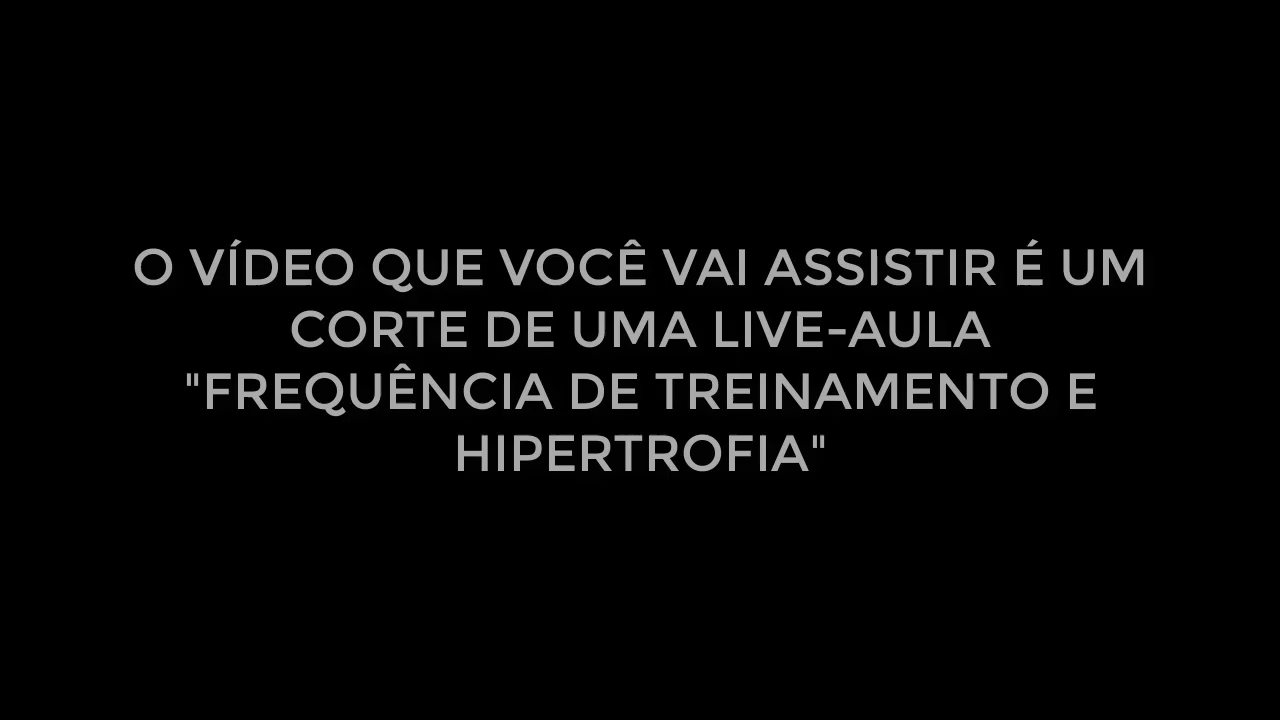 O VÍDEO QUE VOCÊ VAI ASSISTIR É UM
CORTE DE UMA LIVE-AULA
"FREQUÊNCIA DE TREINAMENTO E
HIPERTROFIA"